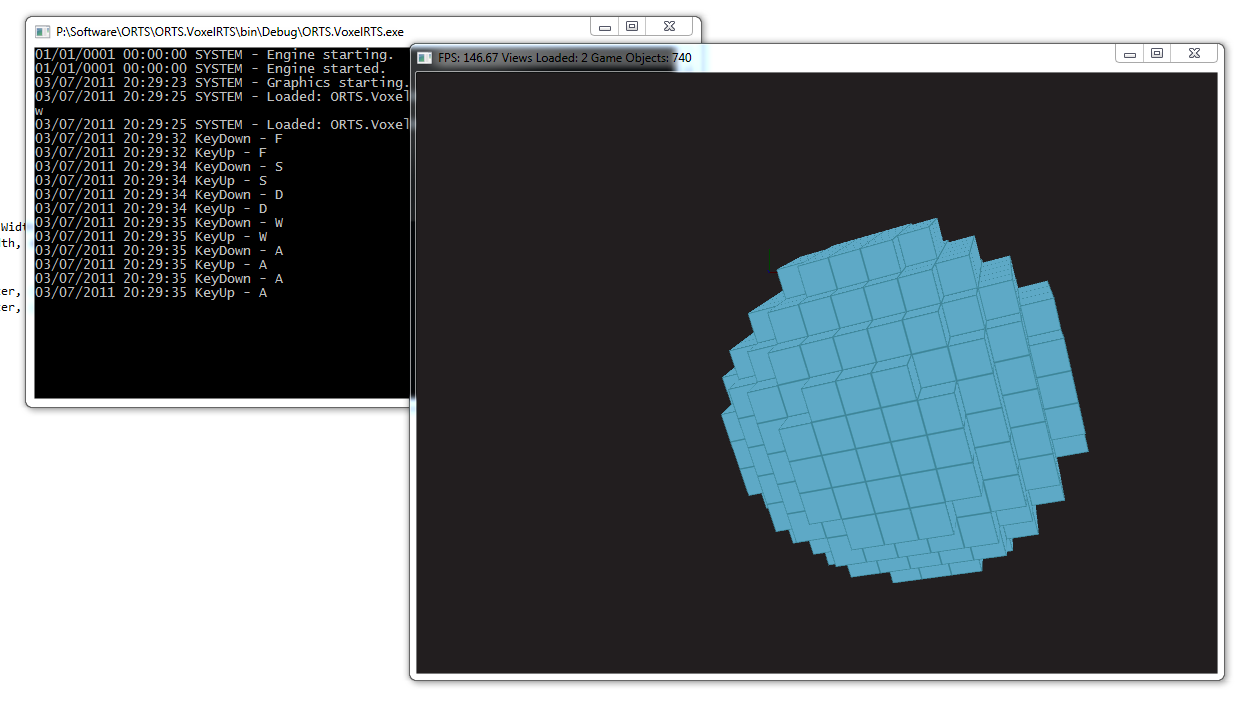 P:\Software\ORTS\ORTS.VoxelRTS\bin\Debug\ORTS.VoxelRTS.exe
01/01/0001 00:00:00 SYSTEM - Engine starting.
01/01/0001 00:00:00 SYSTEM - Engine started.
03/07/2011 20:29:23 SYSTEM - Graphics starting.
03/07/2011 20:29:25 SYSTEM - Loaded: ORTS.Voxel
w
03/07/2011 20:29:25 SYSTEM - Loaded: ORTS.Voxel
03/07/2011 20:29:32 KeyDown - F
03/07/2011 20:29:32 KeyUp - F
03/07/2011 20:29:34 KeyDown - S
03/07/2011 20:29:34 KeyUp - S
03/07/2011 20:29:34 KeyDown - D
03/07/2011 20:29:34 KeyUp - D
03/07/2011 20:29:35 KeyDown - W
03/07/2011 20:29:35 KeyUp - W
03/07/2011 20:29:35 KeyDown - A
03/07/2011 20:29:35 KeyUp - A
03/07/2011 20:29:35 KeyDown - A
03/07/2011 20:29:35 KeyUp - A
FPS: 146.67 Views Loaded: 2 Game Objects: 740